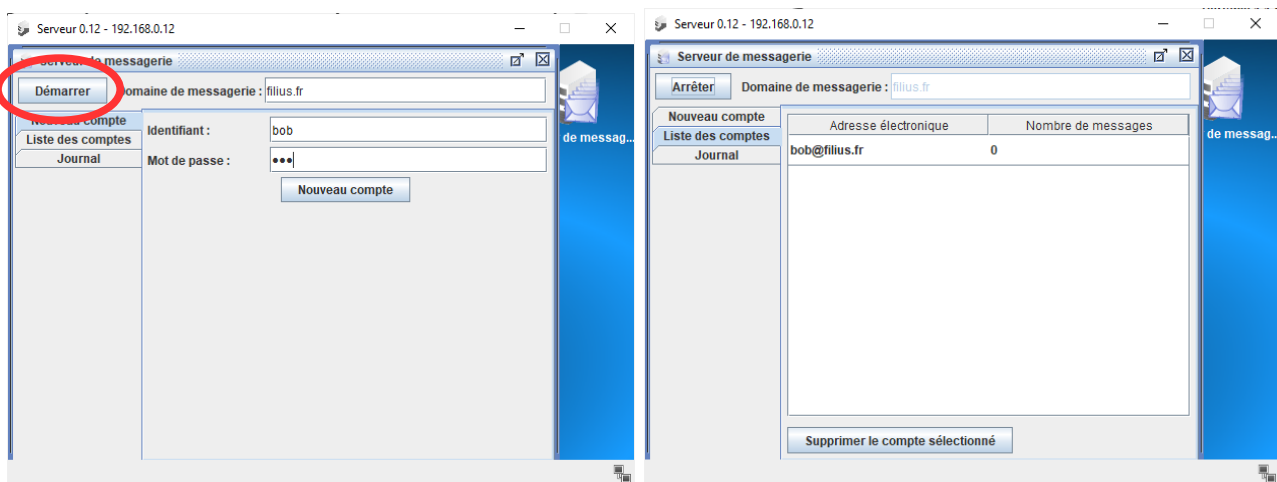 Serveur 0.12 - 192.168.0.12
Serveur de messagerie
Démarrer Domaine de messagerie : filius.fr
Nouveau compte
Liste des comptes
Journal
Identifiant : bob
Mot de passe : •••
Nouveau compte
de messag...
Serveur 0.12 - 192.168.0.12
Serveur de messagerie
Arrêter Domaine de messagerie : filius.fr
Nouveau compte
Liste des comptes
Journal
Adresse électronique Nombre de messages
bob@filius.fr 0
Supprimer le compte sélectionné
de messag...